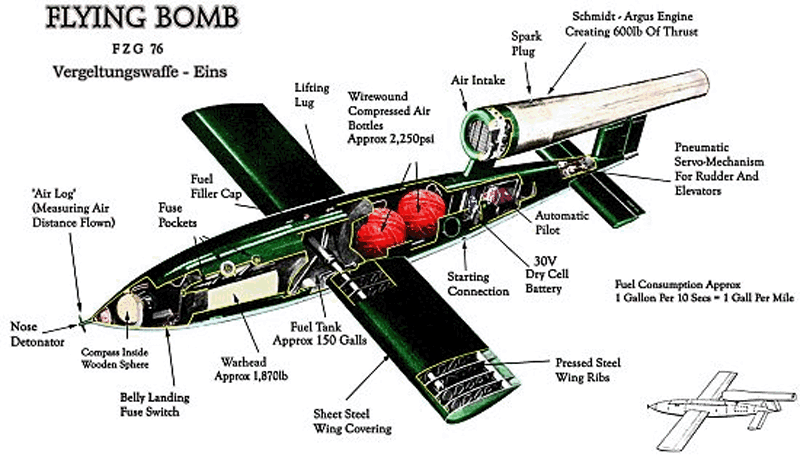 FLYING BOMB
FZG 76
Vergeltungswaffe - Eins
Schmidt - Argus Engine
Creating 600lb Of Thrust
Spark
Plug
Air Intake
Lifting
Lug
Wirewound
Compressed Air
Bottles
Approx 2,250psi
Pneumatic
Servo-Mechanism
For Rudder And
Elevators
Fuel
Filler Cap
'Air Log'
(Measuring Air
Distance Flown)
Fuse
Pockets
Automatic
Pilot
30V
Dry Cell
Battery
Starting
Connection
Fuel Consumption Approx
1 Gallon Per 10 Secs = 1 Gall Per Mile
Nose
Detonator
Compass Inside
Wooden Sphere
Belly Landing
Fuse Switch
Warhead
Approx 1,870lb
Fuel Tank
Approx 150 Galls
Sheet Steel
Wing Covering
Pressed Steel
Wing Ribs